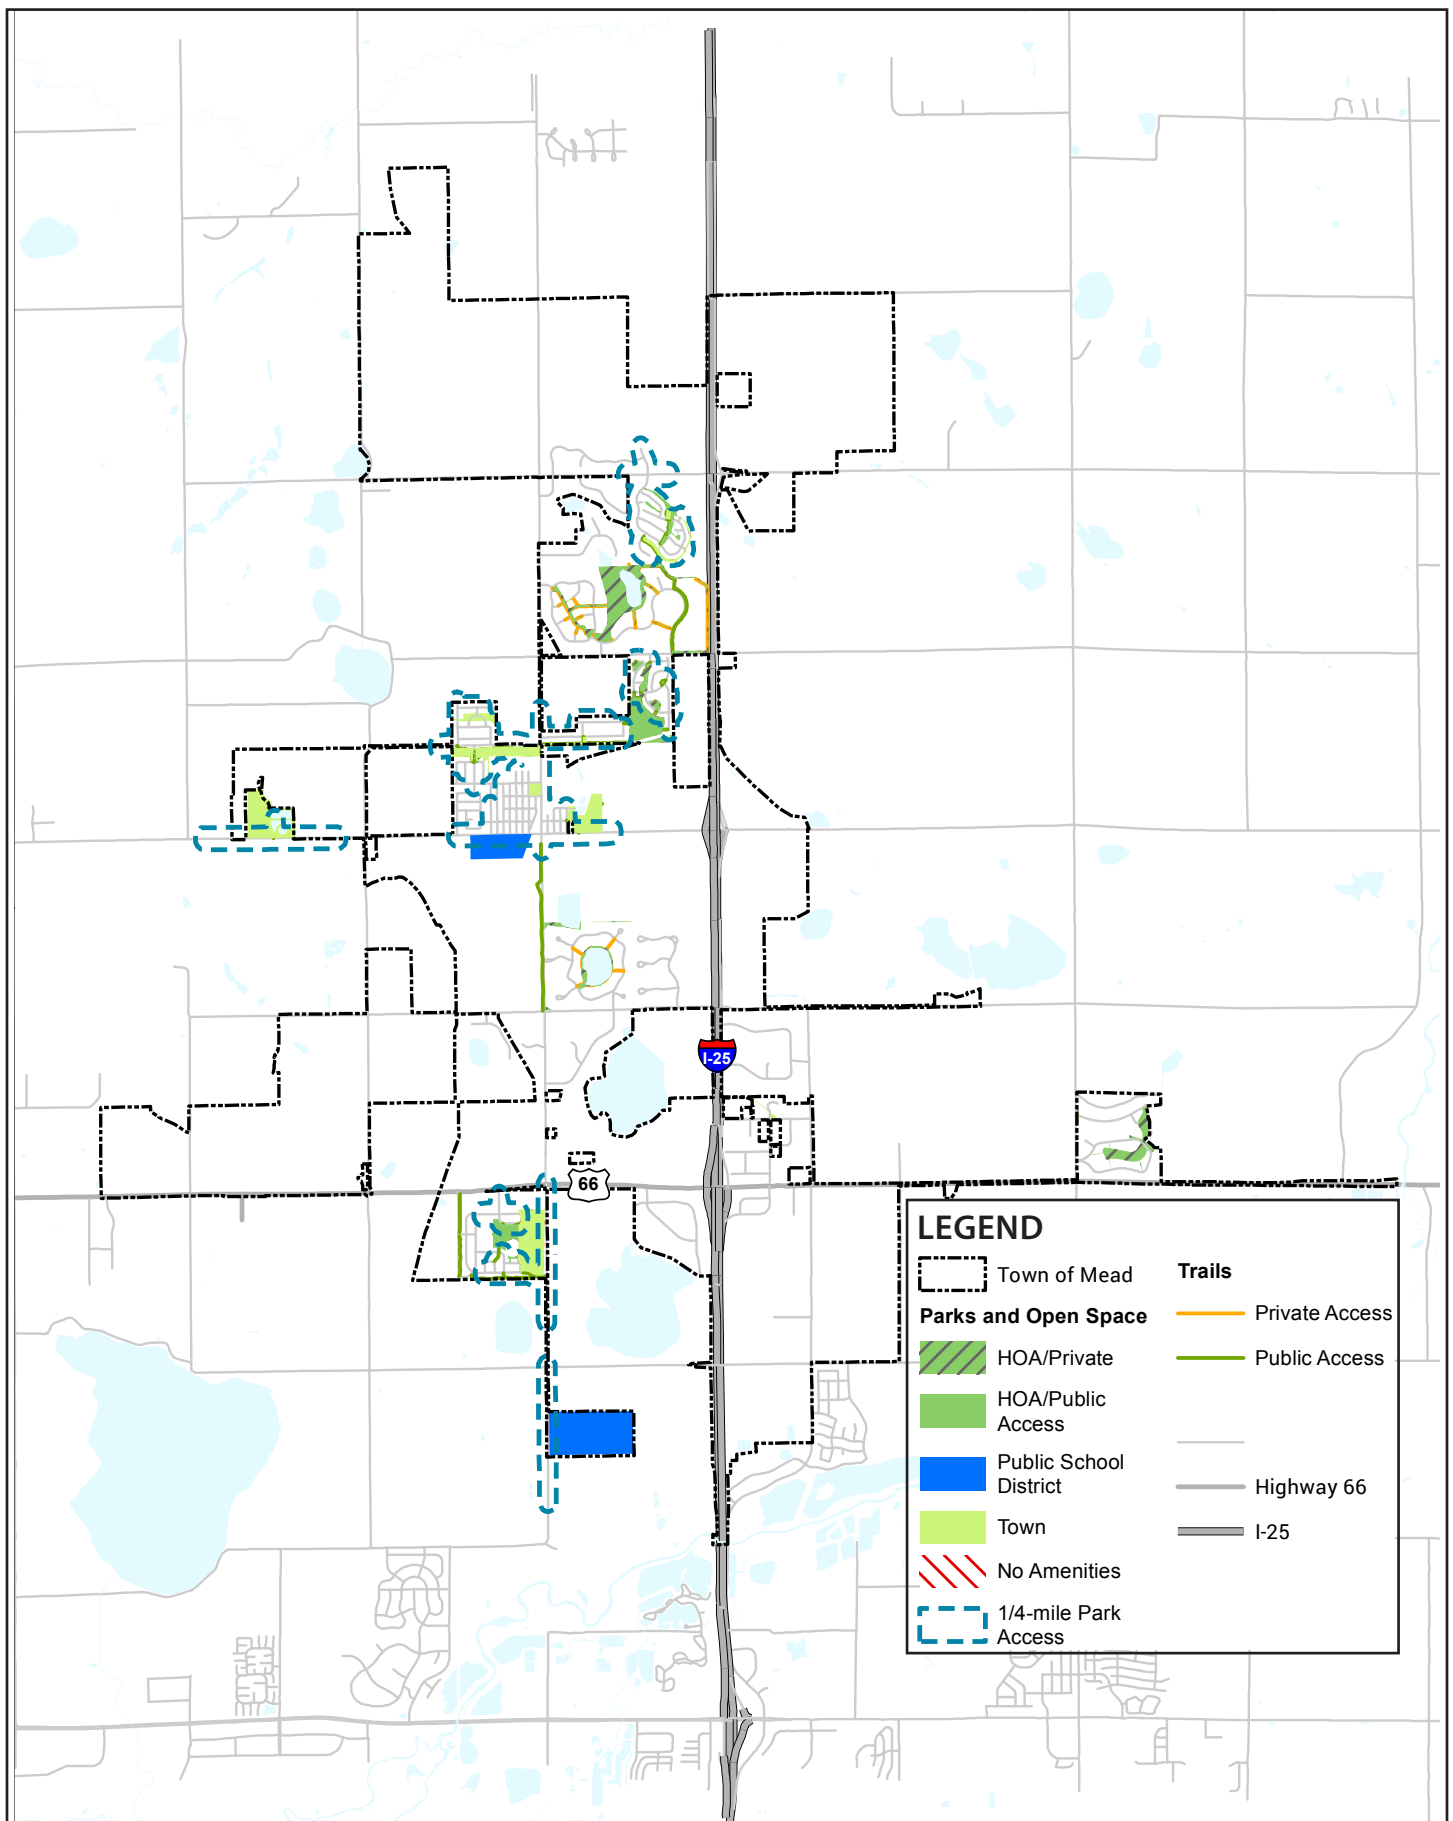 I-25
66
LEGEND
Town of Mead
Parks and Open Space
HOA/Private
HOA/Public
Access
Public School
District
Town
No Amenities
1/4-mile Park
Access
Trails
Private Access
Public Access
Highway 66
I-25